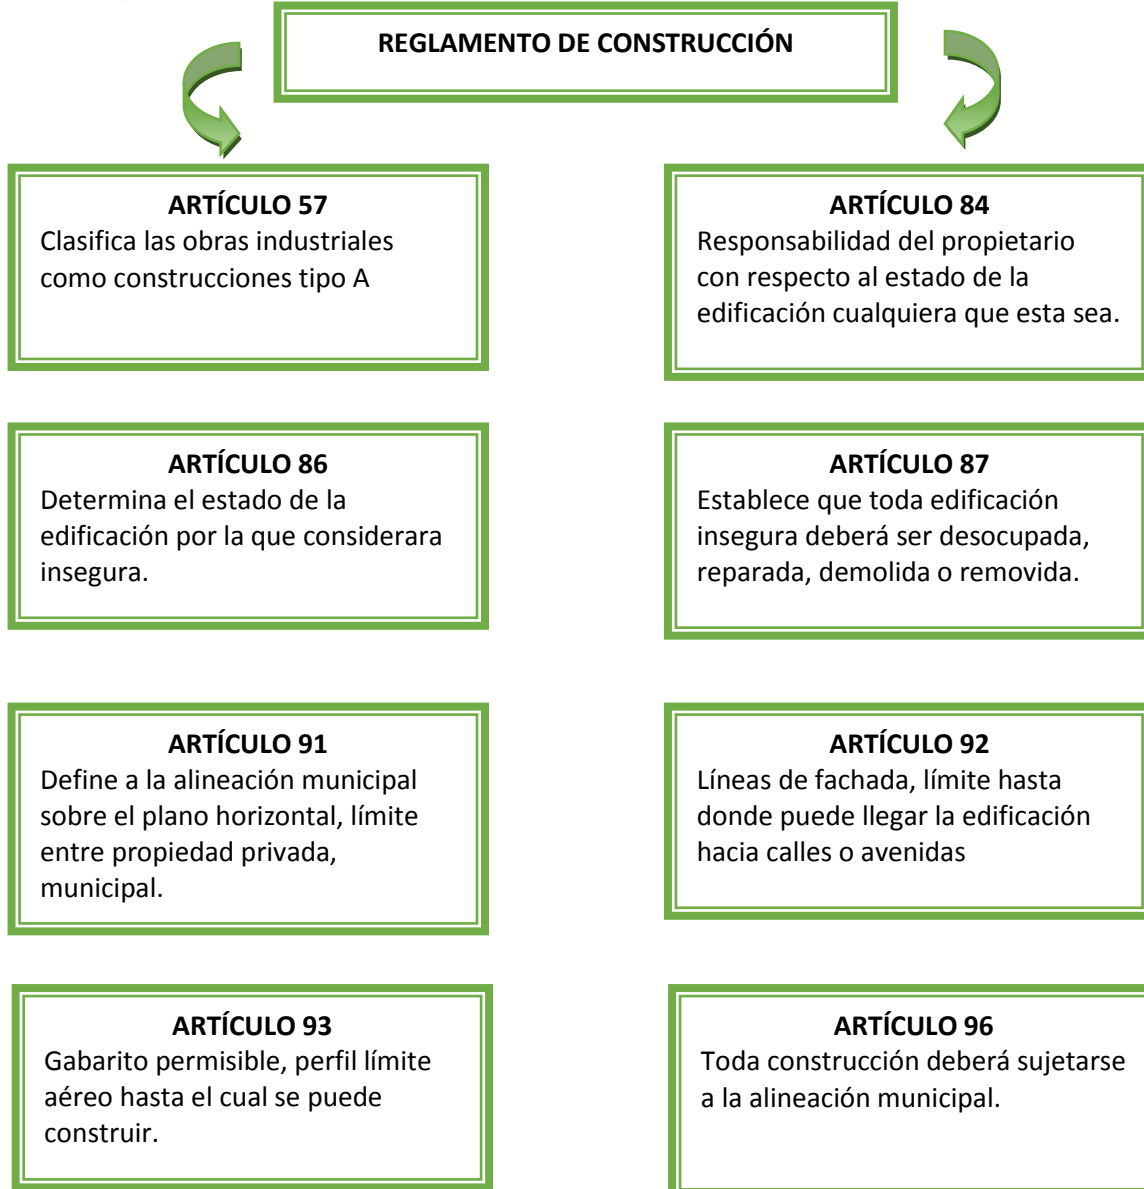 REGLAMENTO DE CONSTRUCCIÓN
ARTÍCULO 57
Clasifica las obras industriales
como construcciones tipo A
ARTÍCULO 84
Responsabilidad del propietario
con respecto al estado de la
edificación cualquiera que esta sea.
ARTÍCULO 86
Determina el estado de la
edificación por la que considerara
insegura.
ARTÍCULO 87
Establece que toda edificación
insegura deberá ser desocupada,
reparada, demolida o removida.
ARTÍCULO 91
Define a la alineación municipal
sobre el plano horizontal, límite
entre propiedad privada,
municipal.
ARTÍCULO 92
Líneas de fachada, límite hasta
donde puede llegar la edificación
hacia calles o avenidas
ARTÍCULO 93
Gabarito permisible, perfil límite
aéreo hasta el cual se puede
construir.
ARTÍCULO 96
Toda construcción deberá sujetarse
a la alineación municipal.